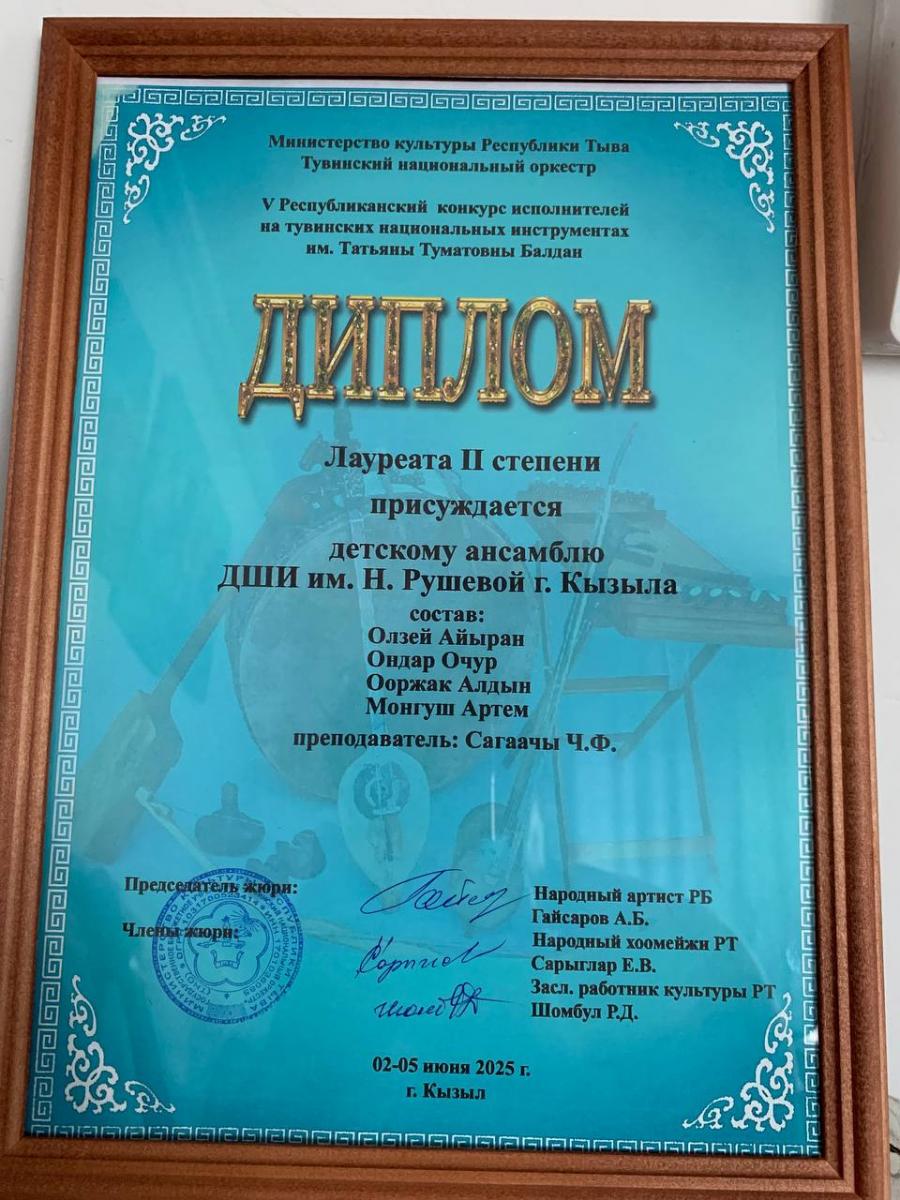 Министерство культуры Республики Тыва
Тувинский национальный оркестр
V Республиканский конкурс исполнителей
на тувинских национальных инструментах
им. Татьяны Туматовны Балдан
ДИПЛОМ
Лауреата II степени
присуждается
детскому ансамблю
ДШИ им. Н. Рушевой г. Кызыла
состав:
Олзей Айыран
Ондар Очур
Ооржак Алдын
Монгуш Артем
преподаватель: Сагаачы Ч.Ф.
Председатель жюри:
Народный артист РБ
Гайсаров А.Б.
Члены жюри:
Народный хоомейжи РТ
Сарыглар Е.В.
Засл. работник культуры РТ
Шомбул Р.Д.
02-05 июня 2025 г.
г. Кызыл